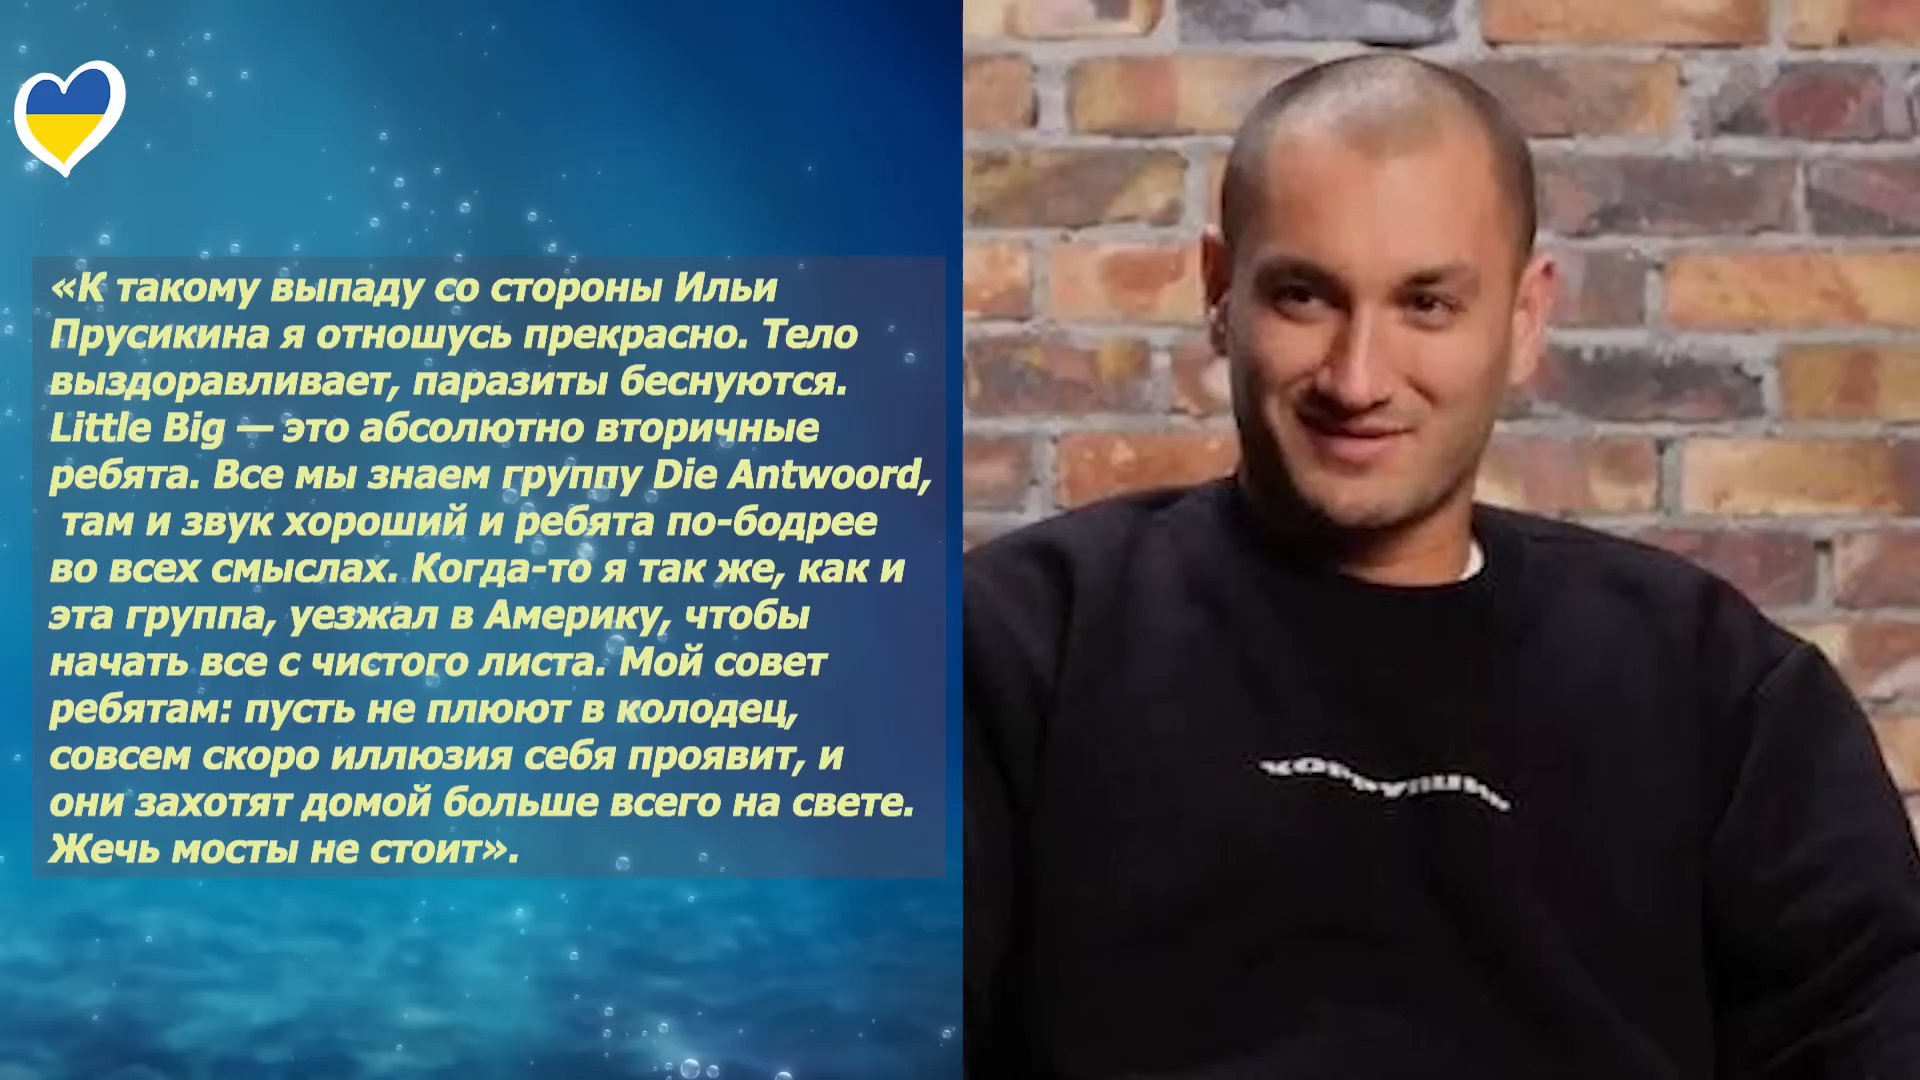 «К такому выпаду со стороны Ильи
Прусикина я отношусь прекрасно. Тело
выздоравливает, паразиты беснуются.
Little Big — это абсолютно вторичные
ребята. Все мы знаем группу Die Antwoord,
там и звук хороший и ребята по-бодрее
во всех смыслах. Когда-то я так же, как и
эта группа, уезжал в Америку, чтобы
начать все с чистого листа. Мой совет
ребятам: пусть не плюют в колодец,
совсем скоро иллюзия себя проявит, и
они захотят домой больше всего на свете.
Жечь мосты не стоит».
коррупция